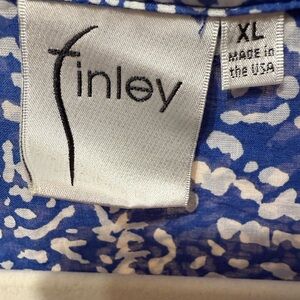 finley
XL
MADE in
the USA